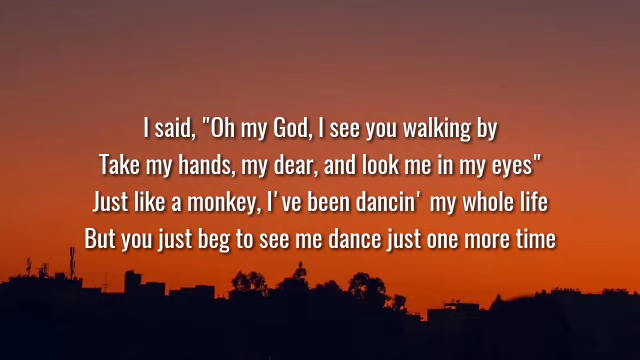 I said, "Oh my God, I see you walking by
Take my hands, my dear, and look me in my eyes"
Just like a monkey, I've been dancin' my whole life
But you just beg to see me dance just one more time